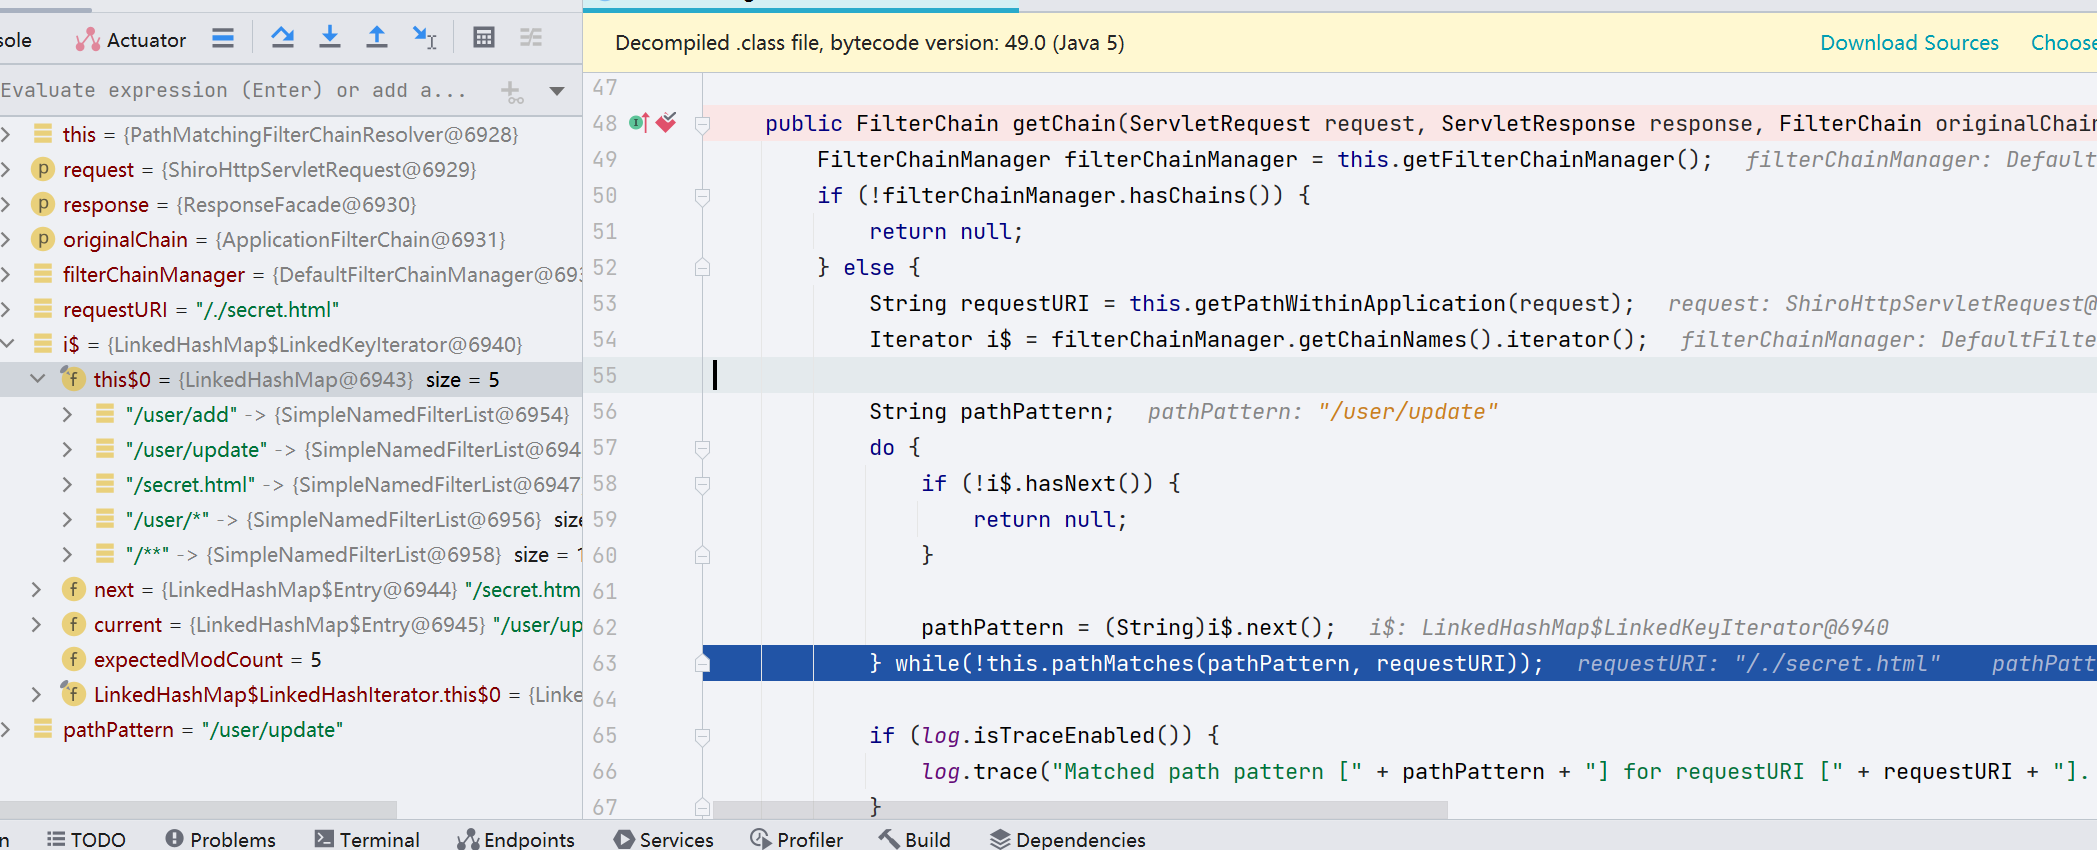 sole Actuator
Evaluate expression (Enter) or add a...
this = {PathMatchingFilterChainResolver@6928}
p request = {ShiroHttpServletRequest@6929}
p response = {ResponseFacade@6930}
p originalChain = {ApplicationFilterChain@6931}
filterChainManager = {DefaultFilterChainManager@693
requestURI = "/./secret.html"
i$ = {LinkedHashMap$LinkedKeyIterator@6940}
f this$0 = {LinkedHashMap@6943} size = 5
"/user/add" -> {SimpleNamedFilterList@6954}
"/user/update" -> {SimpleNamedFilterList@694
"/secret.html" -> {SimpleNamedFilterList@6947
"/user/*" -> {SimpleNamedFilterList@6956} size
"/**" -> {SimpleNamedFilterList@6958} size = 1
f next = {LinkedHashMap$Entry@6944} "/secret.htm
f current = {LinkedHashMap$Entry@6945} "/user/up
f expectedModCount = 5
f LinkedHashMap$LinkedHashIterator.this$0 = {Linke
pathPattern = "/user/update"
Decompiled .class file, bytecode version: 49.0 (Java 5) Download Sources Choose
47
48 public FilterChain getChain(ServletRequest request, ServletResponse response, FilterChain originalChain
49 FilterChainManager filterChainManager = this.getFilterChainManager(); filterChainManager: Default
50 if (!filterChainManager.hasChains()) {
51 return null;
52 } else {
53 String requestURI = this.getPathWithinApplication(request); request: ShiroHttpServletRequest@
54 Iterator i$ = filterChainManager.getChainNames().iterator(); filterChainManager: DefaultFilte
55
56 String pathPattern; pathPattern: "/user/update"
57 do {
58 if (!i$.hasNext()) {
59 return null;
60 }
61
62 pathPattern = (String)i$.next(); i$: LinkedHashMap$LinkedKeyIterator@6940
63 } while(!this.pathMatches(pathPattern, requestURI)); requestURI: "/./secret.html" pathPatt
64
65 if (log.isTraceEnabled()) {
66 log.trace("Matched path pattern [" + pathPattern + "] for requestURI [" + requestURI + "].
67 }
n TODO Problems Terminal Endpoints Services Profiler Build Dependencies